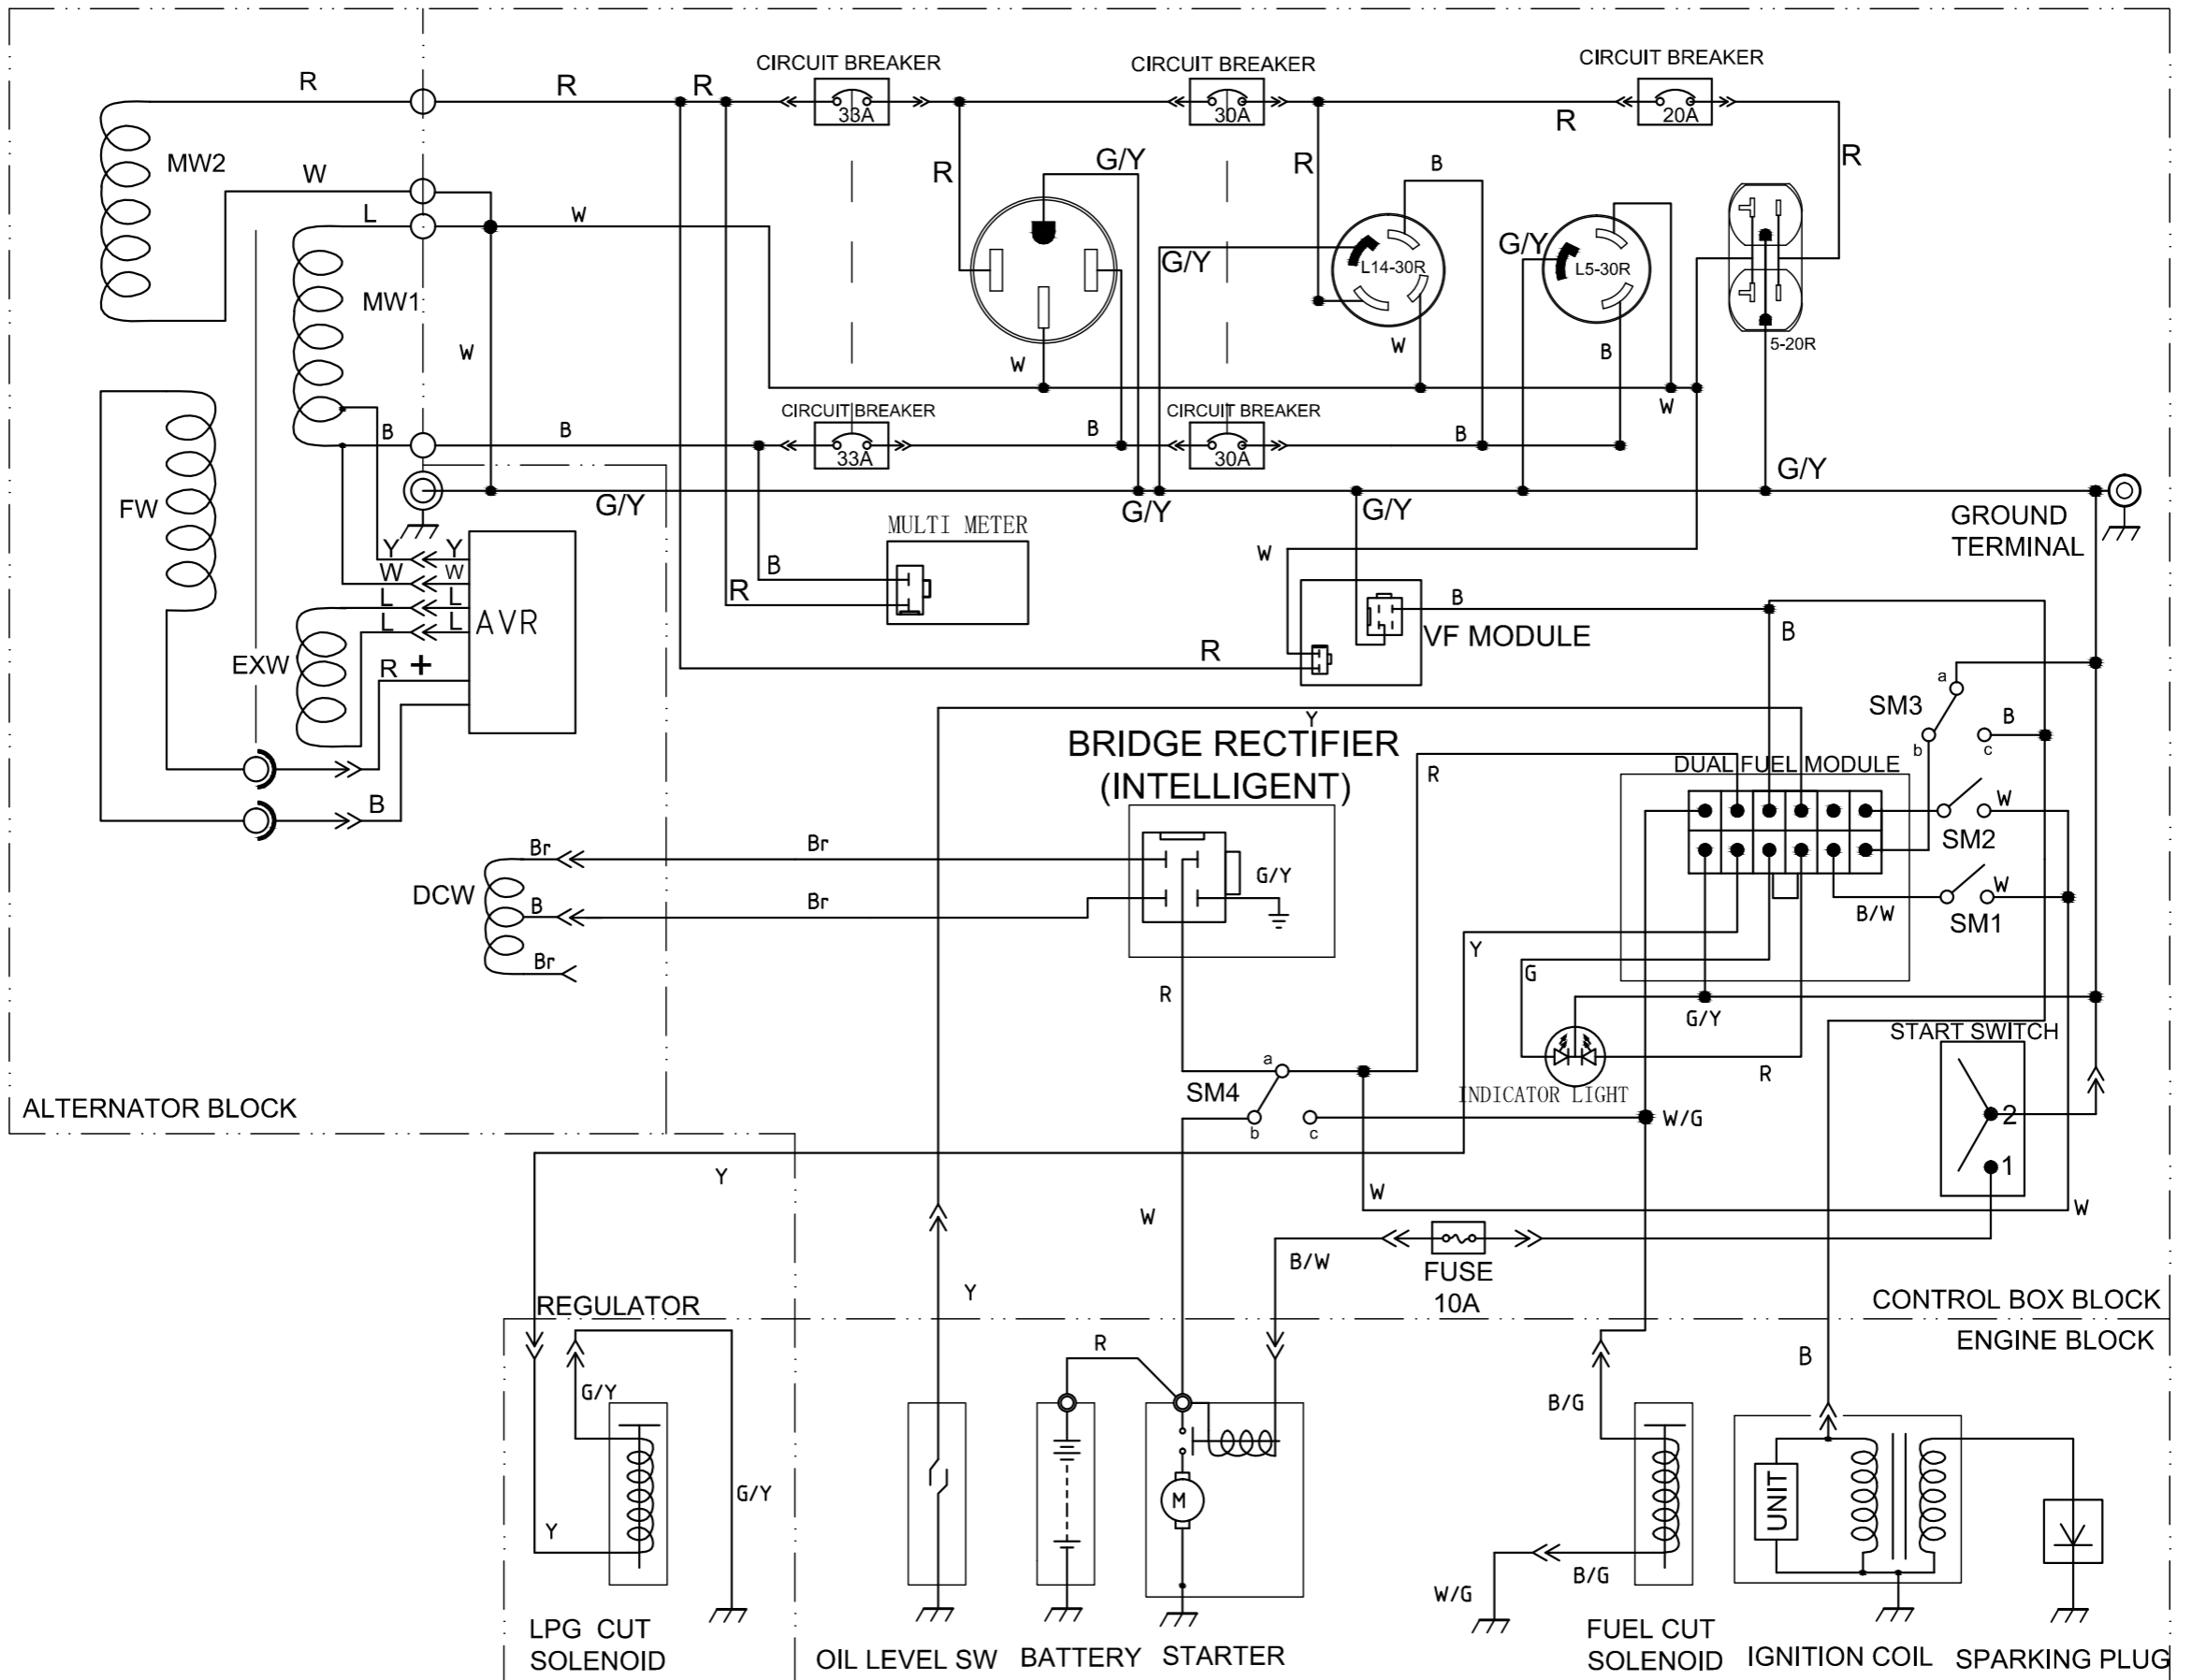 CIRCUIT BREAKER
CIRCUIT BREAKER
CIRCUIT BREAKER
R
R
R
33A
30A
20A
R
MW2
W
L
W
R
G/Y
R
B
R
G/Y
L14-30R
G/Y
L5-30R
MW1
W
W
W
B
5-20R
CIRCUIT BREAKER
CIRCUIT BREAKER
W
B
B
33A
B
30A
B
G/Y
FW
G/Y
G/Y
G/Y
GROUND
TERMINAL
MULTI METER
Y
Y
W
W
L
L
L
L
AVR
B
R
W
B
B
VF MODULE
R
EXW
R +
SM3
a
b
c
B
Y
BRIDGE RECTIFIER
(INTELLIGENT)
R
DUAL FUEL MODULE
B
W
SM2
Br
Br
G/Y
DCW
B
Br
Br
W
SM1
B/W
Y
G
R
G/Y
START SWITCH
R
INDICATOR LIGHT
SM4
a
b
c
W/G
2
1
ALTERNATOR BLOCK
Y
W
W
W
B/W
FUSE
10A
Y
REGULATOR
CONTROL BOX BLOCK
ENGINE BLOCK
R
B
G/Y
B/G
G/Y
Y
M
UNIT
W/G
B/G
LPG CUT
SOLENOID
OIL LEVEL SW
BATTERY
STARTER
FUEL CUT
SOLENOID
IGNITION COIL
SPARKING PLUG